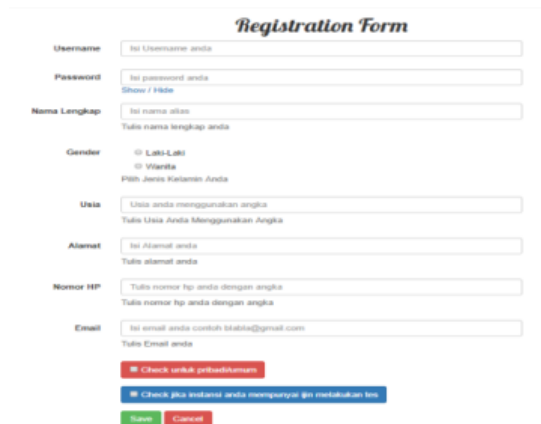 Registration Form
Username Isi Username anda
Password Isi password anda
Show / Hide
Nama Lengkap Isi nama alias
Tulis nama lengkap anda
Gender Laki-Laki
Wanita
Pilih Jenis Kelamin Anda
Usia Usia anda menggunakan angka
Tulis Usia Anda Menggunakan Angka
Alamat Isi Alamat anda
Tulis alamat anda
Nomor HP Tulis nomor hp anda dengan angka
Tulis nomor hp anda dengan angka
Email Isi email anda contoh blabla@gmail.com
Tulis Email anda
Check untuk pribadi/umum
Check jika instansi anda mempunyai ijin melakukan tes
Save Cancel